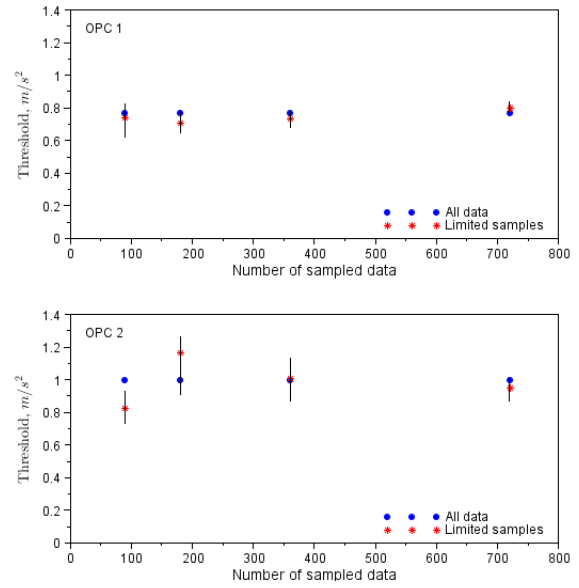 1.4
OPC 1
1.2
1
0.8
0.6
0.4
0.2
0
Threshold, m/s²
All data
Limited samples
0 100 200 300 400 500 600 700 800
Number of sampled data
1.4
OPC 2
1.2
1
0.8
0.6
0.4
0.2
0
Threshold, m/s²
All data
Limited samples
0 100 200 300 400 500 600 700 800
Number of sampled data